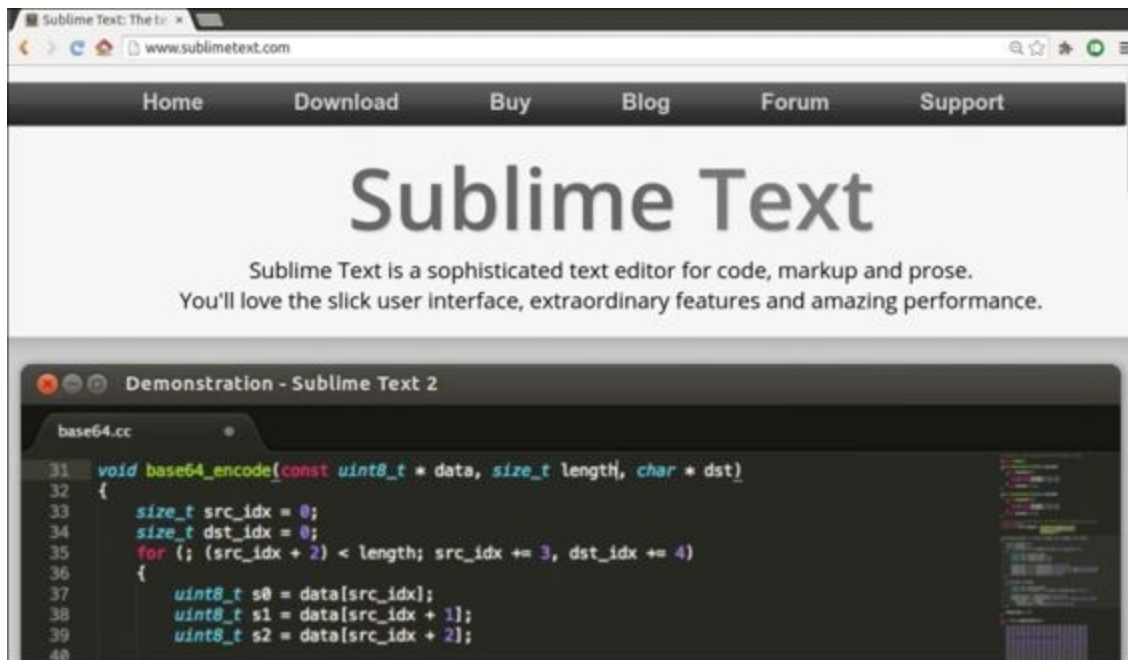 Sublime Text: The te
www.sublimetext.com
Home Download Buy Blog Forum Support
Sublime Text
Sublime Text is a sophisticated text editor for code, markup and prose.
You'll love the slick user interface, extraordinary features and amazing performance.
Demonstration - Sublime Text 2
base64.cc
31 void base64_encode(const uint8_t * data, size_t length, char * dst)
32 {
33 size_t src_idx = 0;
34 size_t dst_idx = 0;
35 for (; (src_idx + 2) < length; src_idx += 3, dst_idx += 4)
36 {
37 uint8_t s0 = data[src_idx];
38 uint8_t s1 = data[src_idx + 1];
39 uint8_t s2 = data[src_idx + 2];
40